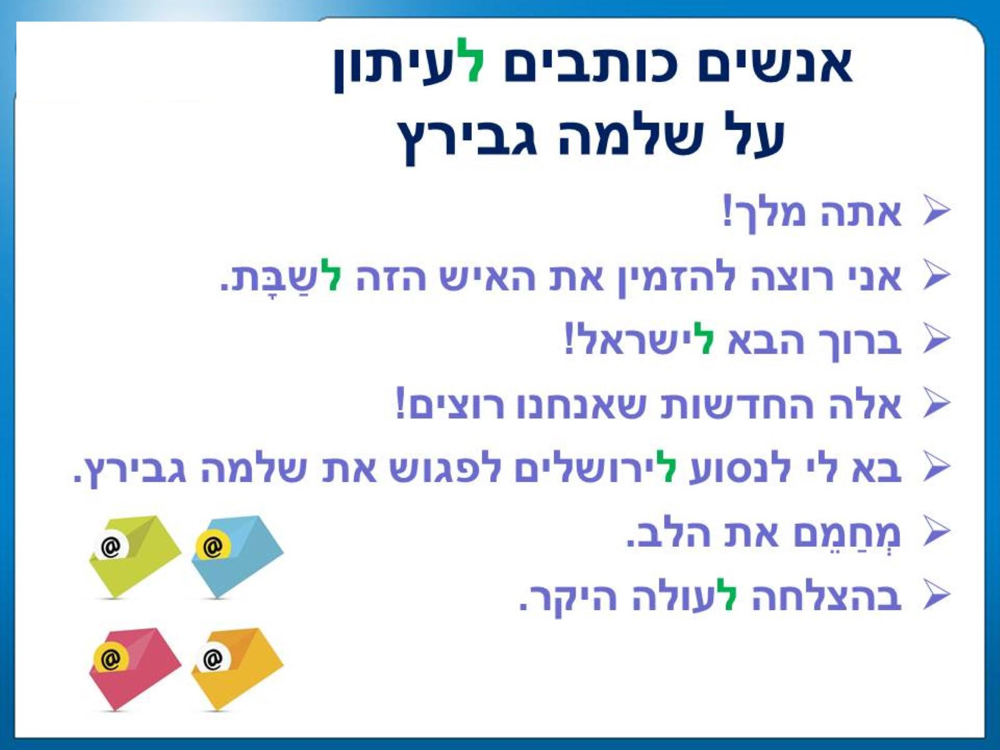 אנשים כותבים לעיתון
על שלמה גבירץ
אתה מלך!
אני רוצה להזמין את האיש הזה לשַבָּת.
ברוך הבא לישראל!
אלה החדשות שאנחנו רוצים!
בא לי לנסוע לירושלים לפגוש את שלמה גבירץ.
מְחַמֵם את הלב.
בהצלחה לעולה היקר.
@ @
@ @